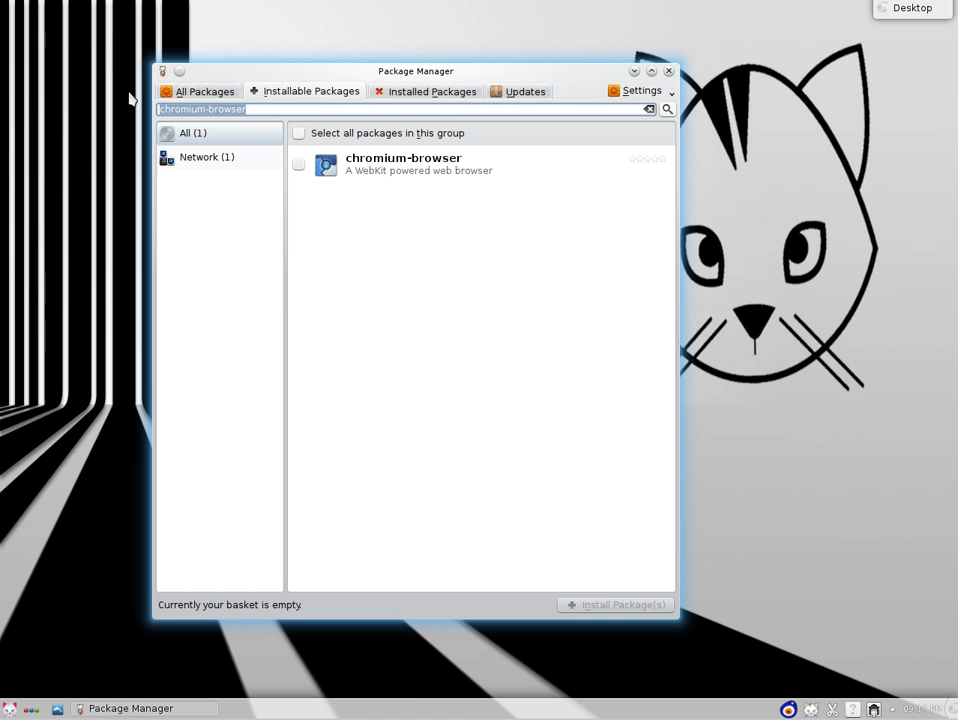 Desktop
Package Manager
All Packages
Installable Packages
Installed Packages
Updates
Settings
chromium-browser
All (1)
Network (1)
Select all packages in this group
chromium-browser
A WebKit powered web browser
Currently your basket is empty.
Install Package(s)
Package Manager